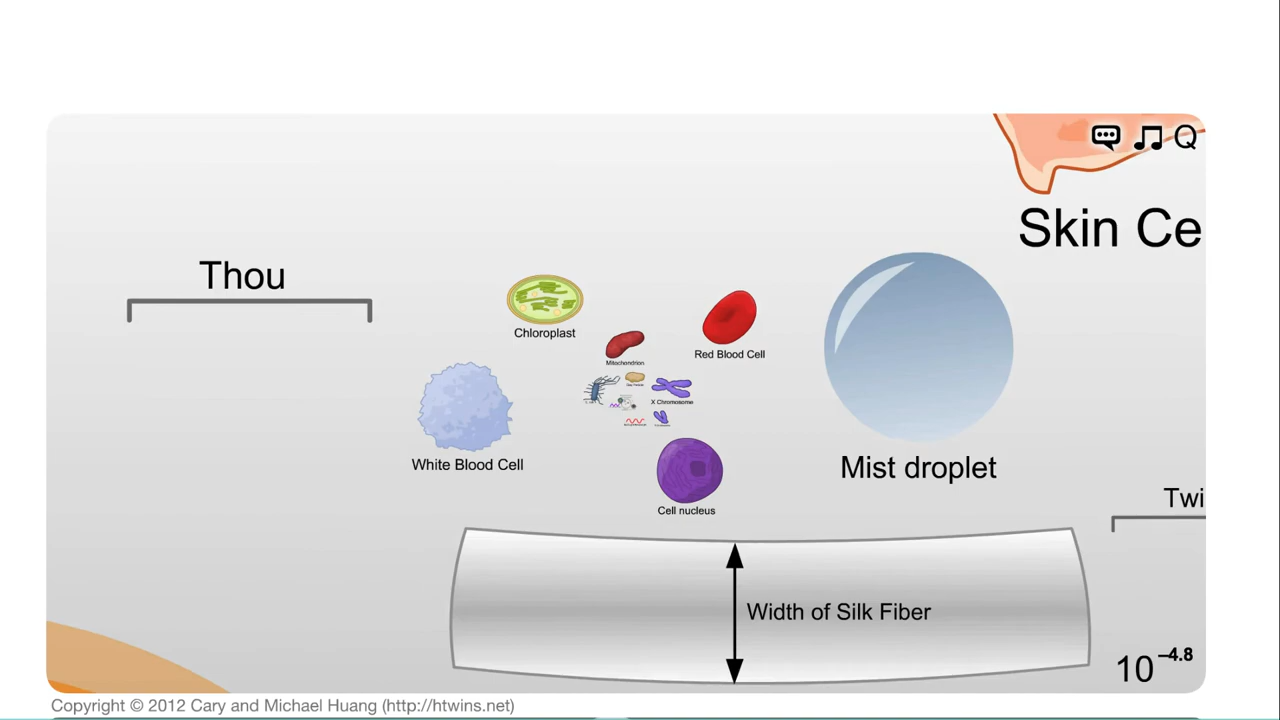 Q
Skin Ce
Thou
Chloroplast
Red Blood Cell
Mitochondrion
X Chromosome
White Blood Cell
Mist droplet
Cell nucleus
Twi
Width of Silk Fiber
10^-4.8
Copyright © 2012 Cary and Michael Huang (http://htwins.net)